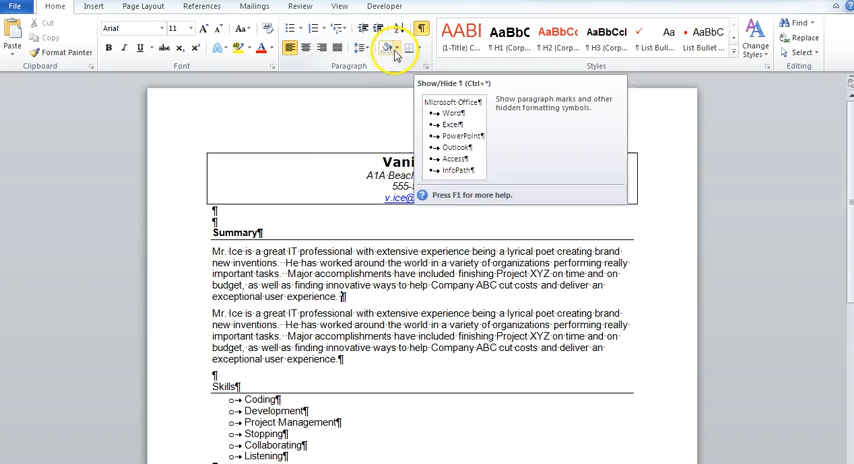 File Home Insert Page Layout References Mailings Review View Developer
Paste
Cut
Copy
Format Painter
Clipboard
Arial 11
Font
Paragraph
AABI AaBbCc AaBbCc AaBbCcI AaB AaBbCc
(1-Title) C... ¶ H1 (Corp... ¶ H2 (Corp... ¶ H3 (Corp... ¶ List Bull... List Bullet ...
Styles
Change
Styles
Find
Replace
Select
Editing
Show/Hide ¶ (Ctrl+*)
Microsoft·Office¶
Word¶
Excel¶
PowerPoint¶
Outlook¶
Access¶
InfoPath¶
Show paragraph marks and other
hidden formatting symbols.
Press F1 for more help.
Vani
A1A Beach
v.ice@
¶
¶
Summary¶
Mr. Ice is a great IT professional with extensive experience being a lyrical poet creating brand
new inventions. He has worked around the world in a variety of organizations performing really
important tasks. Major accomplishments have included finishing Project XYZ on time and on
budget, as well as finding innovative ways to help Company ABC cut costs and deliver an
exceptional user experience. ¶
Mr. Ice is a great IT professional with extensive experience being a lyrical poet creating brand
new inventions. He has worked around the world in a variety of organizations performing really
important tasks. Major accomplishments have included finishing Project XYZ on time and on
budget, as well as finding innovative ways to help Company ABC cut costs and deliver an
exceptional user experience.¶
¶
Skills¶
o→ Coding¶
o→ Development¶
o→ Project Management¶
o→ Stopping¶
o→ Collaborating¶
o→ Listening¶